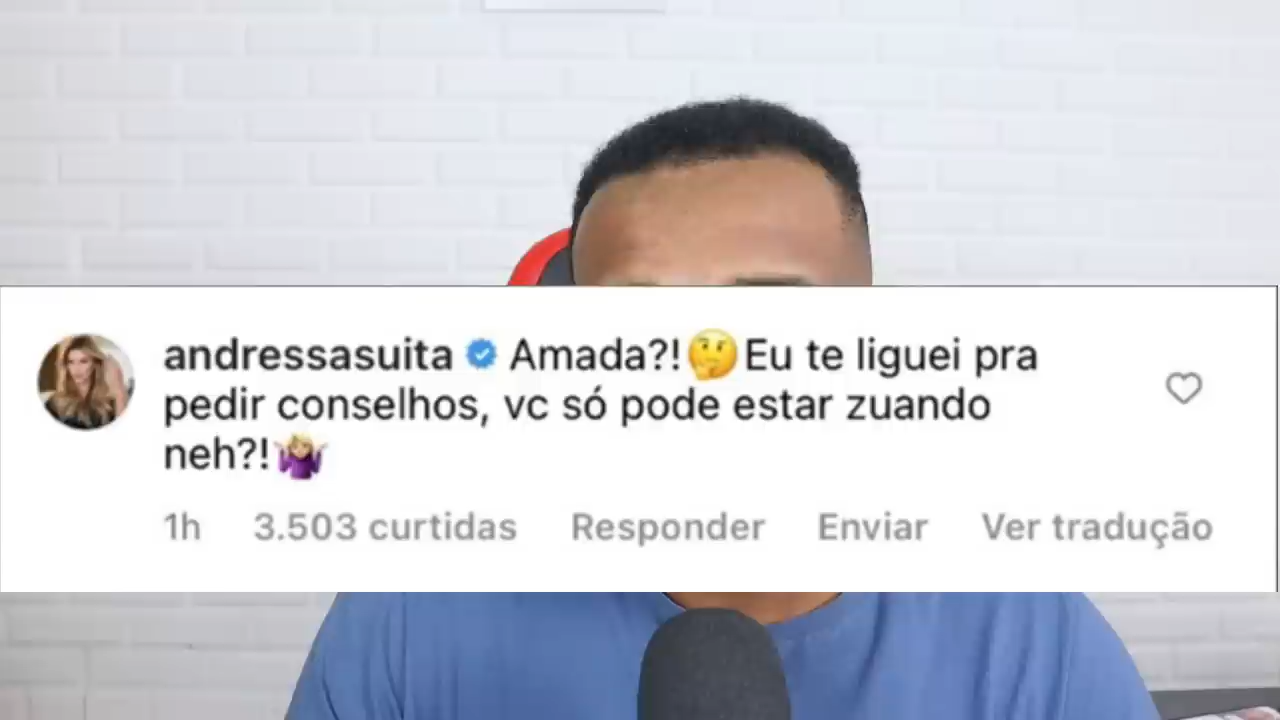 andressasuita Amada?!🤔Eu te liguei pra
pedir conselhos, vc só pode estar zuando
neh?!🤷🏼‍♀️
1h 3.503 curtidas Responder Enviar Ver tradução